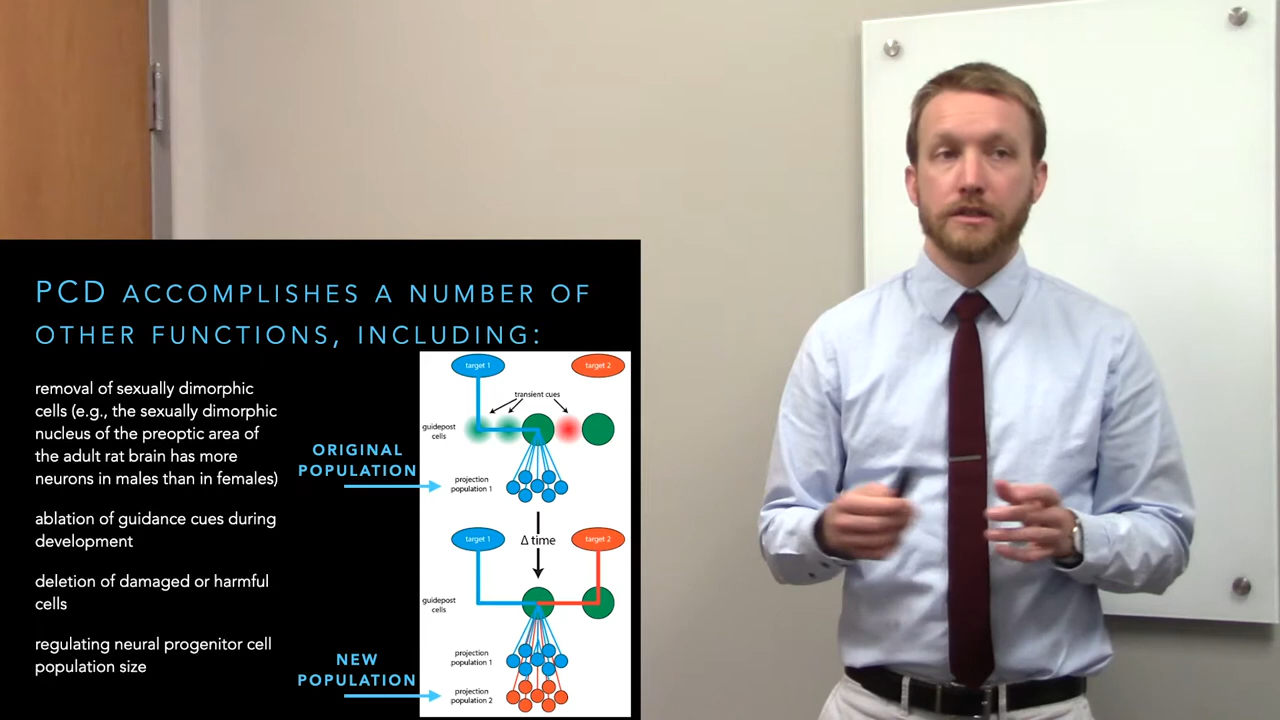 PCD ACCOMPLISHES A NUMBER OF
OTHER FUNCTIONS, INCLUDING:
removal of sexually dimorphic
cells (e.g., the sexually dimorphic
nucleus of the preoptic area of
the adult rat brain has more
neurons in males than in females)
ablation of guidance cues during
development
deletion of damaged or harmful
cells
regulating neural progenitor cell
population size
ORIGINAL
POPULATION
NEW
POPULATION
target 1
target 2
transient cues
guidepost
cells
projection
population 1
Δ time
target 1
target 2
guidepost
cells
projection
population 1
projection
population 2